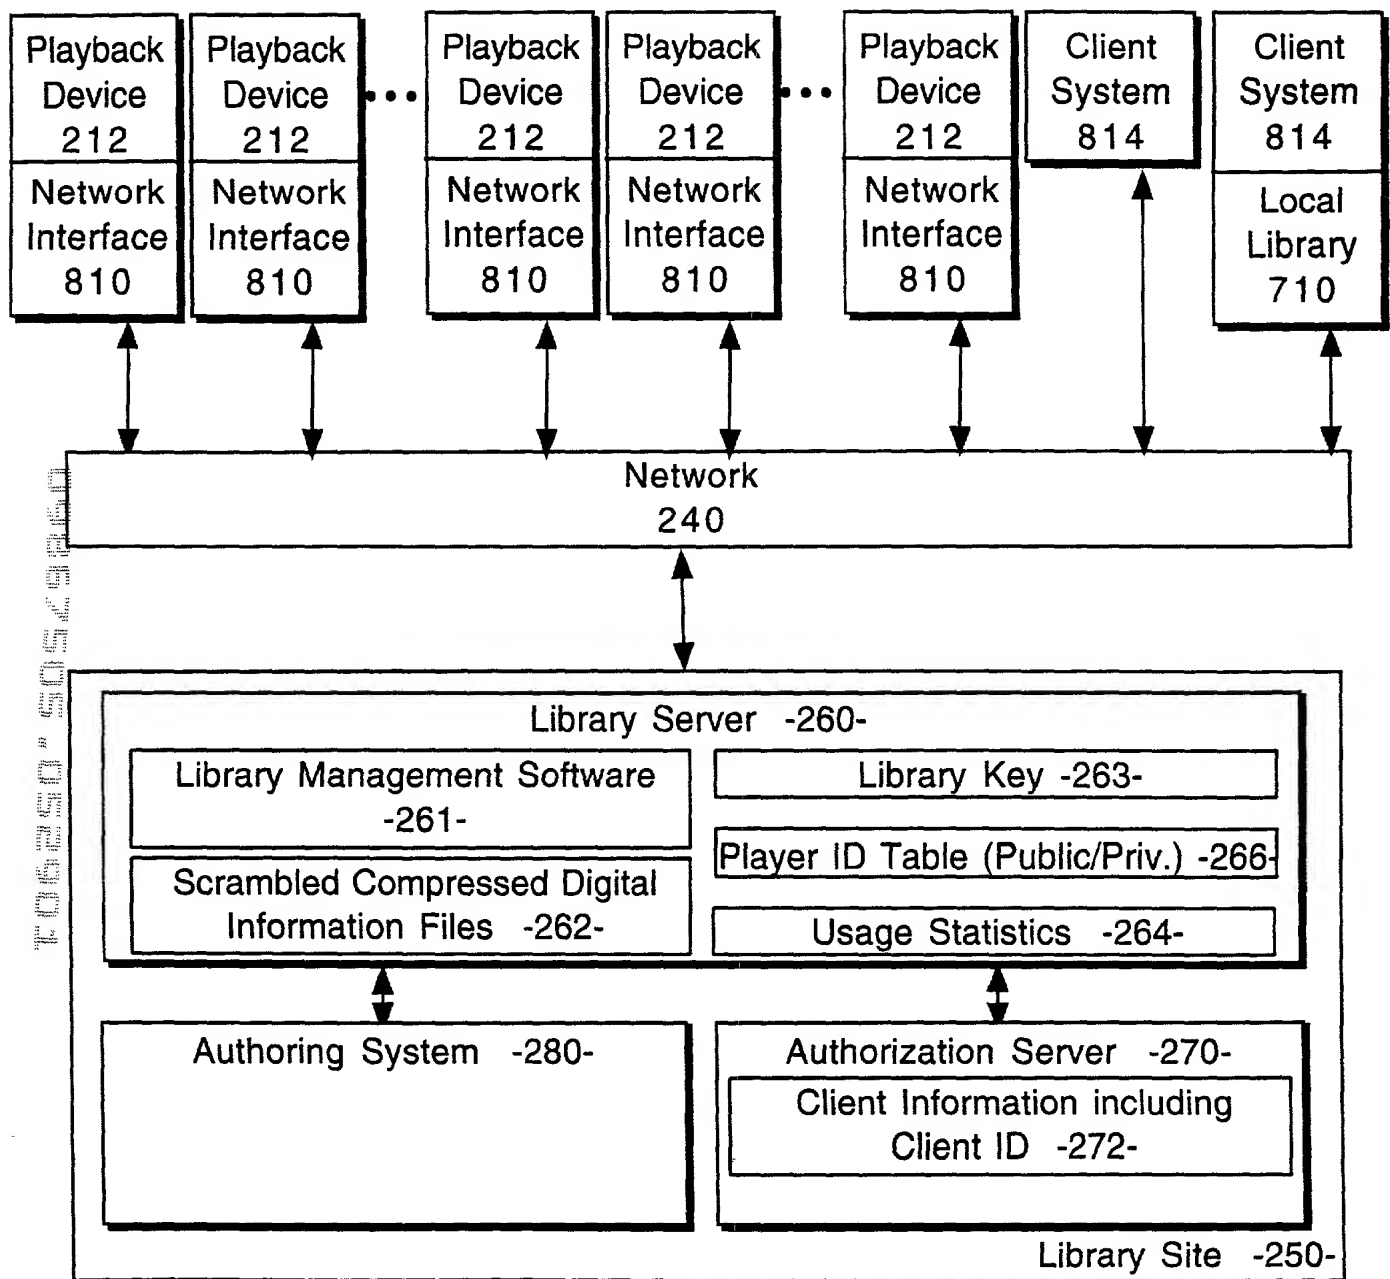 Playback
Device
212
Network
Interface
810
Playback
Device
212
Network
Interface
810
Playback
Device
212
Network
Interface
810
Playback
Device
212
Network
Interface
810
Playback
Device
212
Network
Interface
810
Client
System
814
Client
System
814
Local
Library
710
Network
240
Library Server -260-
Library Management Software
-261-
Scrambled Compressed Digital
Information Files -262-
Library Key -263-
Player ID Table (Public/Priv.) -266-
Usage Statistics -264-
Authoring System -280-
Authorization Server -270-
Client Information including
Client ID -272-
Library Site -250-